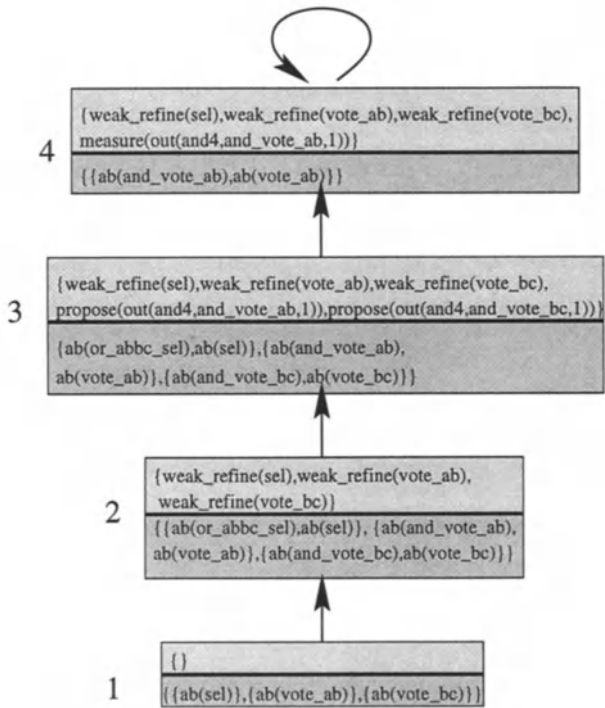 {weak_refine(sel),weak_refine(vote_ab),weak_refine(vote_bc),
measure(out(and4,and_vote_ab,1))}
4
{{ab(and_vote_ab),ab(vote_ab)}}
{weak_refine(sel),weak_refine(vote_ab),weak_refine(vote_bc),
propose(out(and4,and_vote_ab,1)),propose(out(and4,and_vote_bc,1))}
3
{ab(or_abbc_sel),ab(sel)},{ab(and_vote_ab),
ab(vote_ab)},{ab(and_vote_bc),ab(vote_bc)}}
{weak_refine(sel),weak_refine(vote_ab),
weak_refine(vote_bc)}
2
{{ab(or_abbc_sel),ab(sel)}, {ab(and_vote_ab),
ab(vote_ab)},{ab(and_vote_bc),ab(vote_bc)}}
{}
1
{{ab(sel)},{ab(vote_ab)},{ab(vote_bc)}}